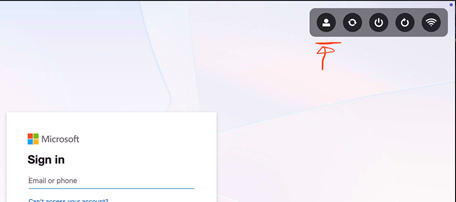 Microsoft
Sign in
Email or phone
Can't access your account?